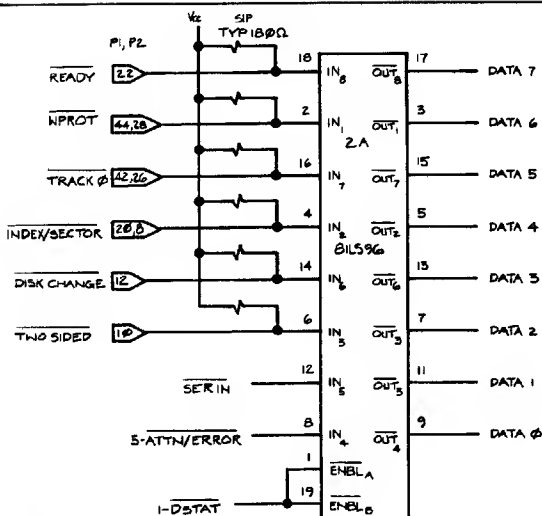 Vcc SIP
TYP 180Ω
P1, P2
READY 22 18 IN8 OUT8 17 DATA 7
WPROT 44,28 2 IN1 OUT1 3 DATA 6
2A
TRACK Ø 42,26 16 IN7 OUT7 15 DATA 5
INDEX/SECTOR 20,8 4 IN2 OUT2 5 DATA 4
81LS96
DISK CHANGE 12 14 IN6 OUT6 13 DATA 3
TWO SIDED 10 6 IN3 OUT3 7 DATA 2
SER IN 12 IN5 OUT5 11 DATA 1
5-ATTN/ERROR 8 IN4 OUT4 9 DATA Ø
1 ENBLA
1-DSTAT 19 ENBLB